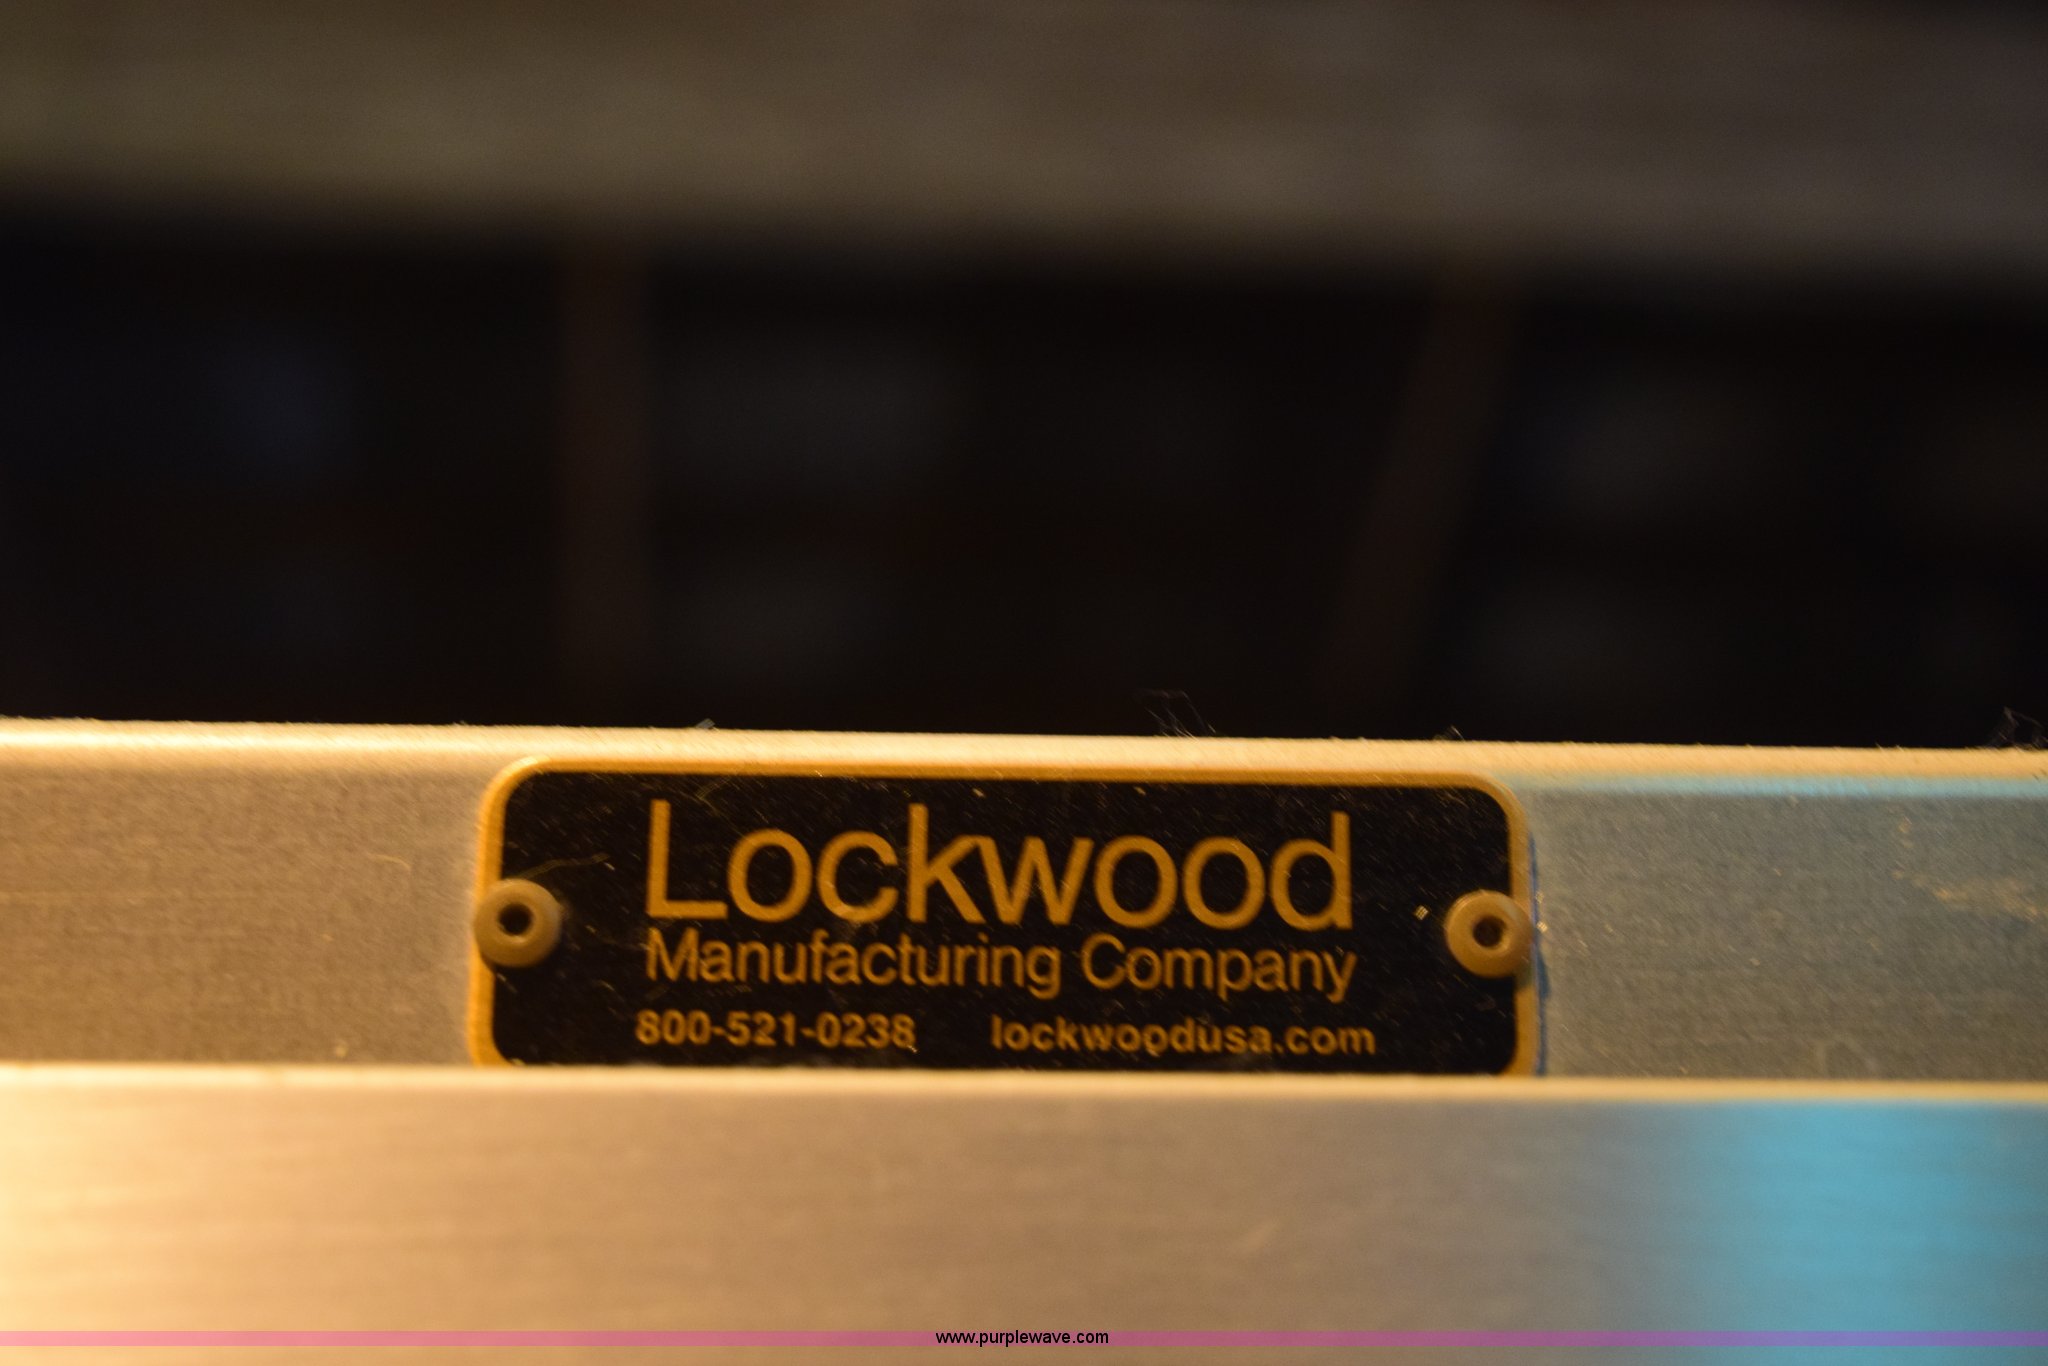 Lockwood
Manufacturing Company
800-521-0238 lockwoodusa.com
www.purplewave.com